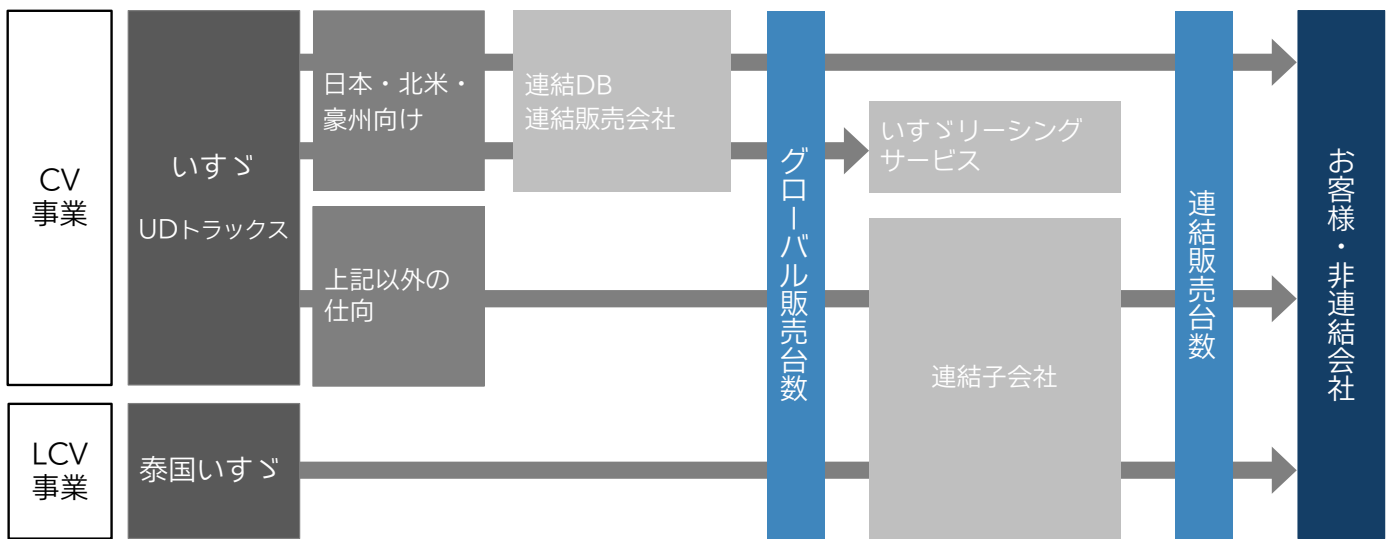 CV
事業
いすゞ
UDトラックス
日本・北米・
豪州向け
連結DB
連結販売会社
いすゞリーシング
サービス
上記以外の
仕向
連結子会社
グローバル販売台数
連結販売台数
お客様・非連結会社
LCV
事業
泰国いすゞ